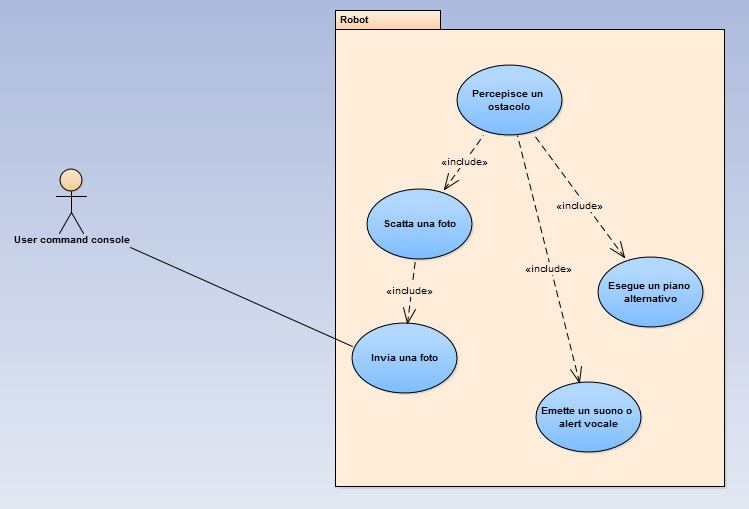 Robot
Percepisce un
ostacolo
«include»
Scatta una foto
«include»
User command console
«include»
Esegue un piano
alternativo
«include»
Invia una foto
Emette un suono o
alert vocale